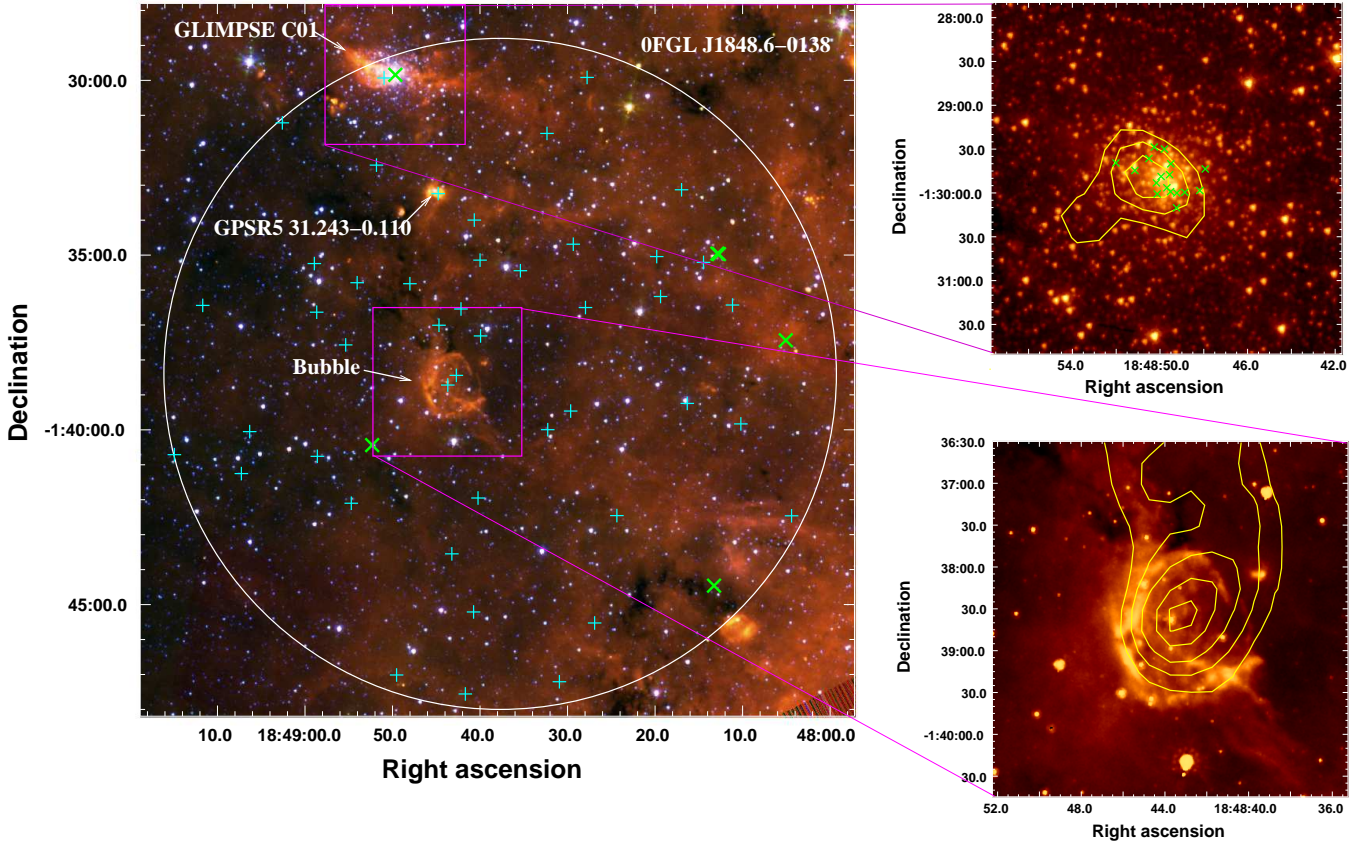 GLIMPSE C01
0FGL J1848.6−0138
GPSR5 31.243−0.110
Bubble
Declination
30:00.0
35:00.0
-1:40:00.0
45:00.0
10.0 18:49:00.0 50.0 40.0 30.0 20.0 10.0 48:00.0
Right ascension
Declination
28:00.0
30.0
29:00.0
30.0
-1:30:00.0
30.0
31:00.0
30.0
54.0 18:48:50.0 46.0 42.0
Right ascension
Declination
36:30.0
37:00.0
30.0
38:00.0
30.0
39:00.0
30.0
-1:40:00.0
30.0
52.0 48.0 44.0 18:48:40.0 36.0
Right ascension